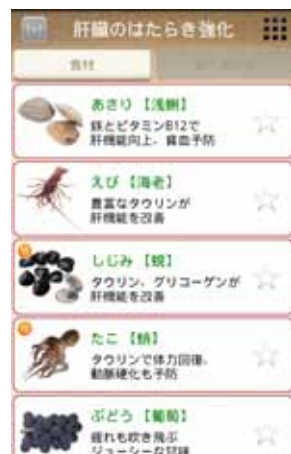 肝臓のはたらき強化
食材
あさり【浅蜊】
鉄とビタミンB12で
肝機能向上、貧血予防
えび【海老】
豊富なタウリンが
肝機能を改善
しじみ【蜆】
タウリン、グリコーゲンが
肝機能を改善
たこ【蛸】
タウリンで体力回復、
動脈硬化も予防
ぶどう【葡萄】
疲れも吹き飛ぶ
ジューシーな甘味